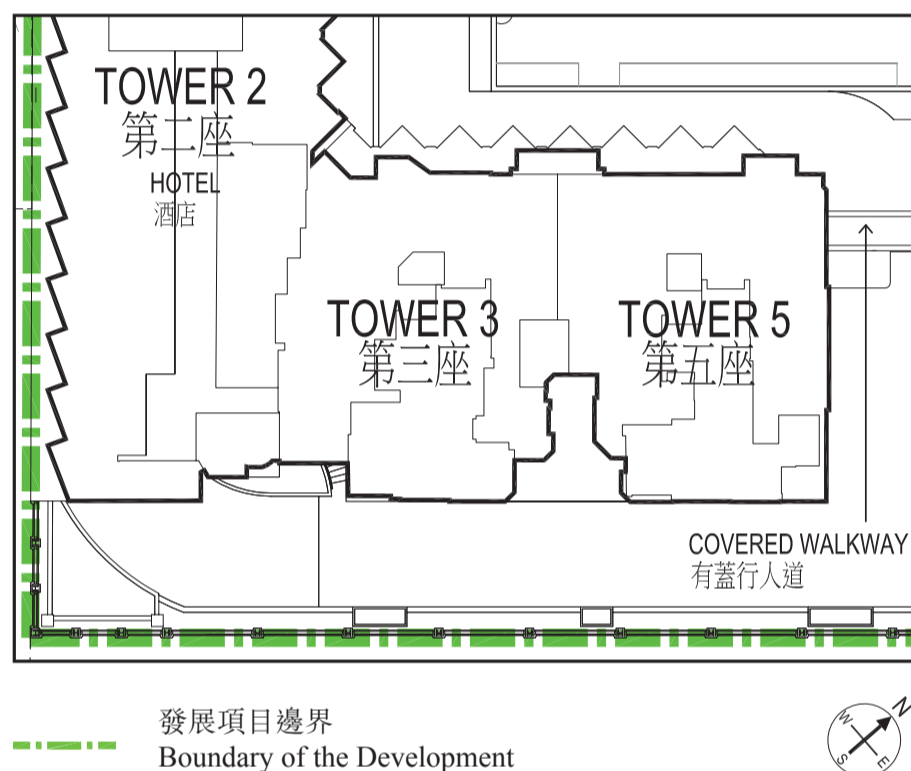 TOWER 2
第二座
HOTEL
酒店
TOWER 3
第三座
TOWER 5
第五座
COVERED WALKWAY
有蓋行人道
發展項目邊界
Boundary of the Development
N
W
S
E